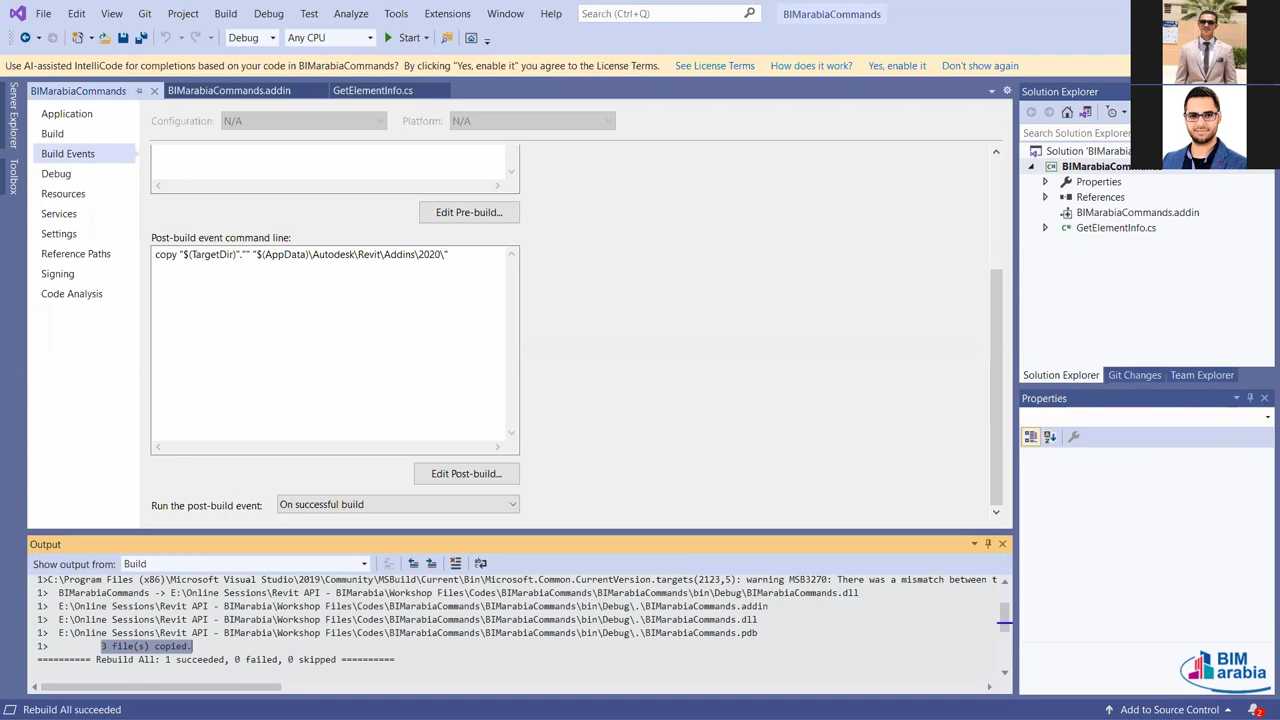 File Edit View Git Project Build Debug Test Analyze Tools Extensions Window Help Search (Ctrl+Q) BIMarabiaCommands
Debug Any CPU Start
Use AI-assisted IntelliCode for completions based on your code in BIMarabiaCommands? By clicking "Yes, enable it" you agree to the License Terms. See License Terms How does it work? Yes, enable it Don't show again
Server Explorer
Toolbox
BIMarabiaCommands BIMarabiaCommands.addin GetElementInfo.cs
Application
Build
Build Events
Debug
Resources
Services
Settings
Reference Paths
Signing
Code Analysis
Configuration: N/A Platform: N/A
Edit Pre-build...
Post-build event command line:
copy "$(TargetDir)"."" "$(AppData)\Autodesk\Revit\Addins\2020\"
Edit Post-build...
Run the post-build event: On successful build
Solution Explorer
Search Solution Explorer
Solution 'BIMarabia
BIMarabiaCo
Properties
References
BIMarabiaCommands.addin
GetElementInfo.cs
Solution Explorer Git Changes Team Explorer
Properties
Output
Show output from: Build
1>C:\Program Files (x86)\Microsoft Visual Studio\2019\Community\MSBuild\Current\Bin\Microsoft.Common.CurrentVersion.targets(2123,5): warning MSB3270: There was a mismatch between t
1> BIMarabiaCommands -> E:\Online Sessions\Revit API - BIMarabia\Workshop Files\Codes\BIMarabiaCommands\BIMarabiaCommands\bin\Debug\BIMarabiaCommands.dll
1> E:\Online Sessions\Revit API - BIMarabia\Workshop Files\Codes\BIMarabiaCommands\BIMarabiaCommands\bin\Debug\.\BIMarabiaCommands.addin
1> E:\Online Sessions\Revit API - BIMarabia\Workshop Files\Codes\BIMarabiaCommands\BIMarabiaCommands\bin\Debug\.\BIMarabiaCommands.dll
1> E:\Online Sessions\Revit API - BIMarabia\Workshop Files\Codes\BIMarabiaCommands\BIMarabiaCommands\bin\Debug\.\BIMarabiaCommands.pdb
1> 3 file(s) copied.
========== Rebuild All: 1 succeeded, 0 failed, 0 skipped ==========
BIM
arabia
Rebuild All succeeded Add to Source Control 2